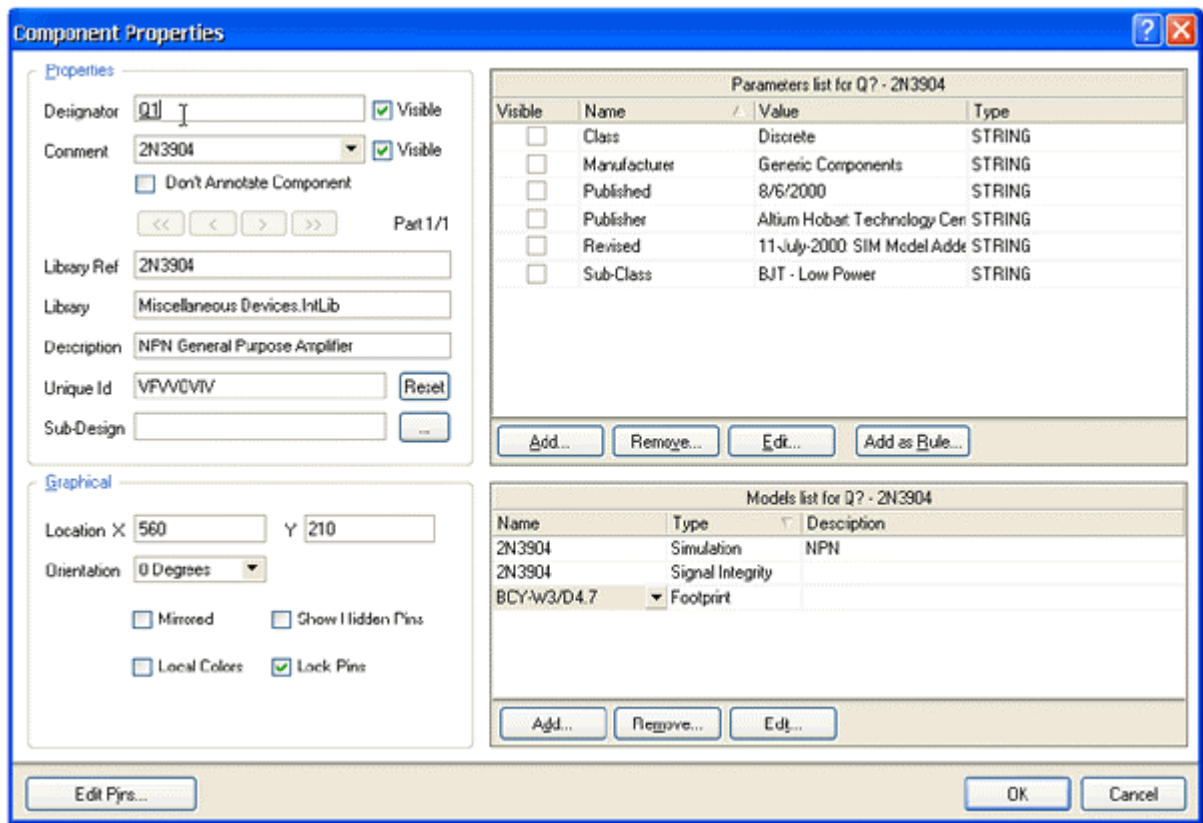 Component Properties
Properties
Designator Q1 Visible
Comment 2N3904 Visible
Don't Annotate Component
<< < > >> Part 1/1
Library Ref 2N3904
Library Miscellaneous Devices.IntLib
Description NPN General Purpose Amplifier
Unique Id
Reset
Sub-Design ...
Graphical
Location X 560 Y 210
Orientation 0 Degrees
Mirrored Show Hidden Pins
Local Colors Lock Pins
Edit Pins...
Parameters list for Q? - 2N3904
Visible Name Value Type
Class Discrete STRING
Manufacturer Generic Components STRING
Published 8/6/2000 STRING
Publisher Altium Hobart Technology Cen STRING
Revised 11-July-2000: SIM Model Adde STRING
Sub-Class BJT - Low Power STRING
Add... Remove... Edit... Add as Rule...
Models list for Q? - 2N3904
Name Type Desciption
2N3904 Simulation NPN
2N3904 Signal Integrity
BCY-W3/D4.7 Footprint
Add... Remove... Edit...
OK Cancel